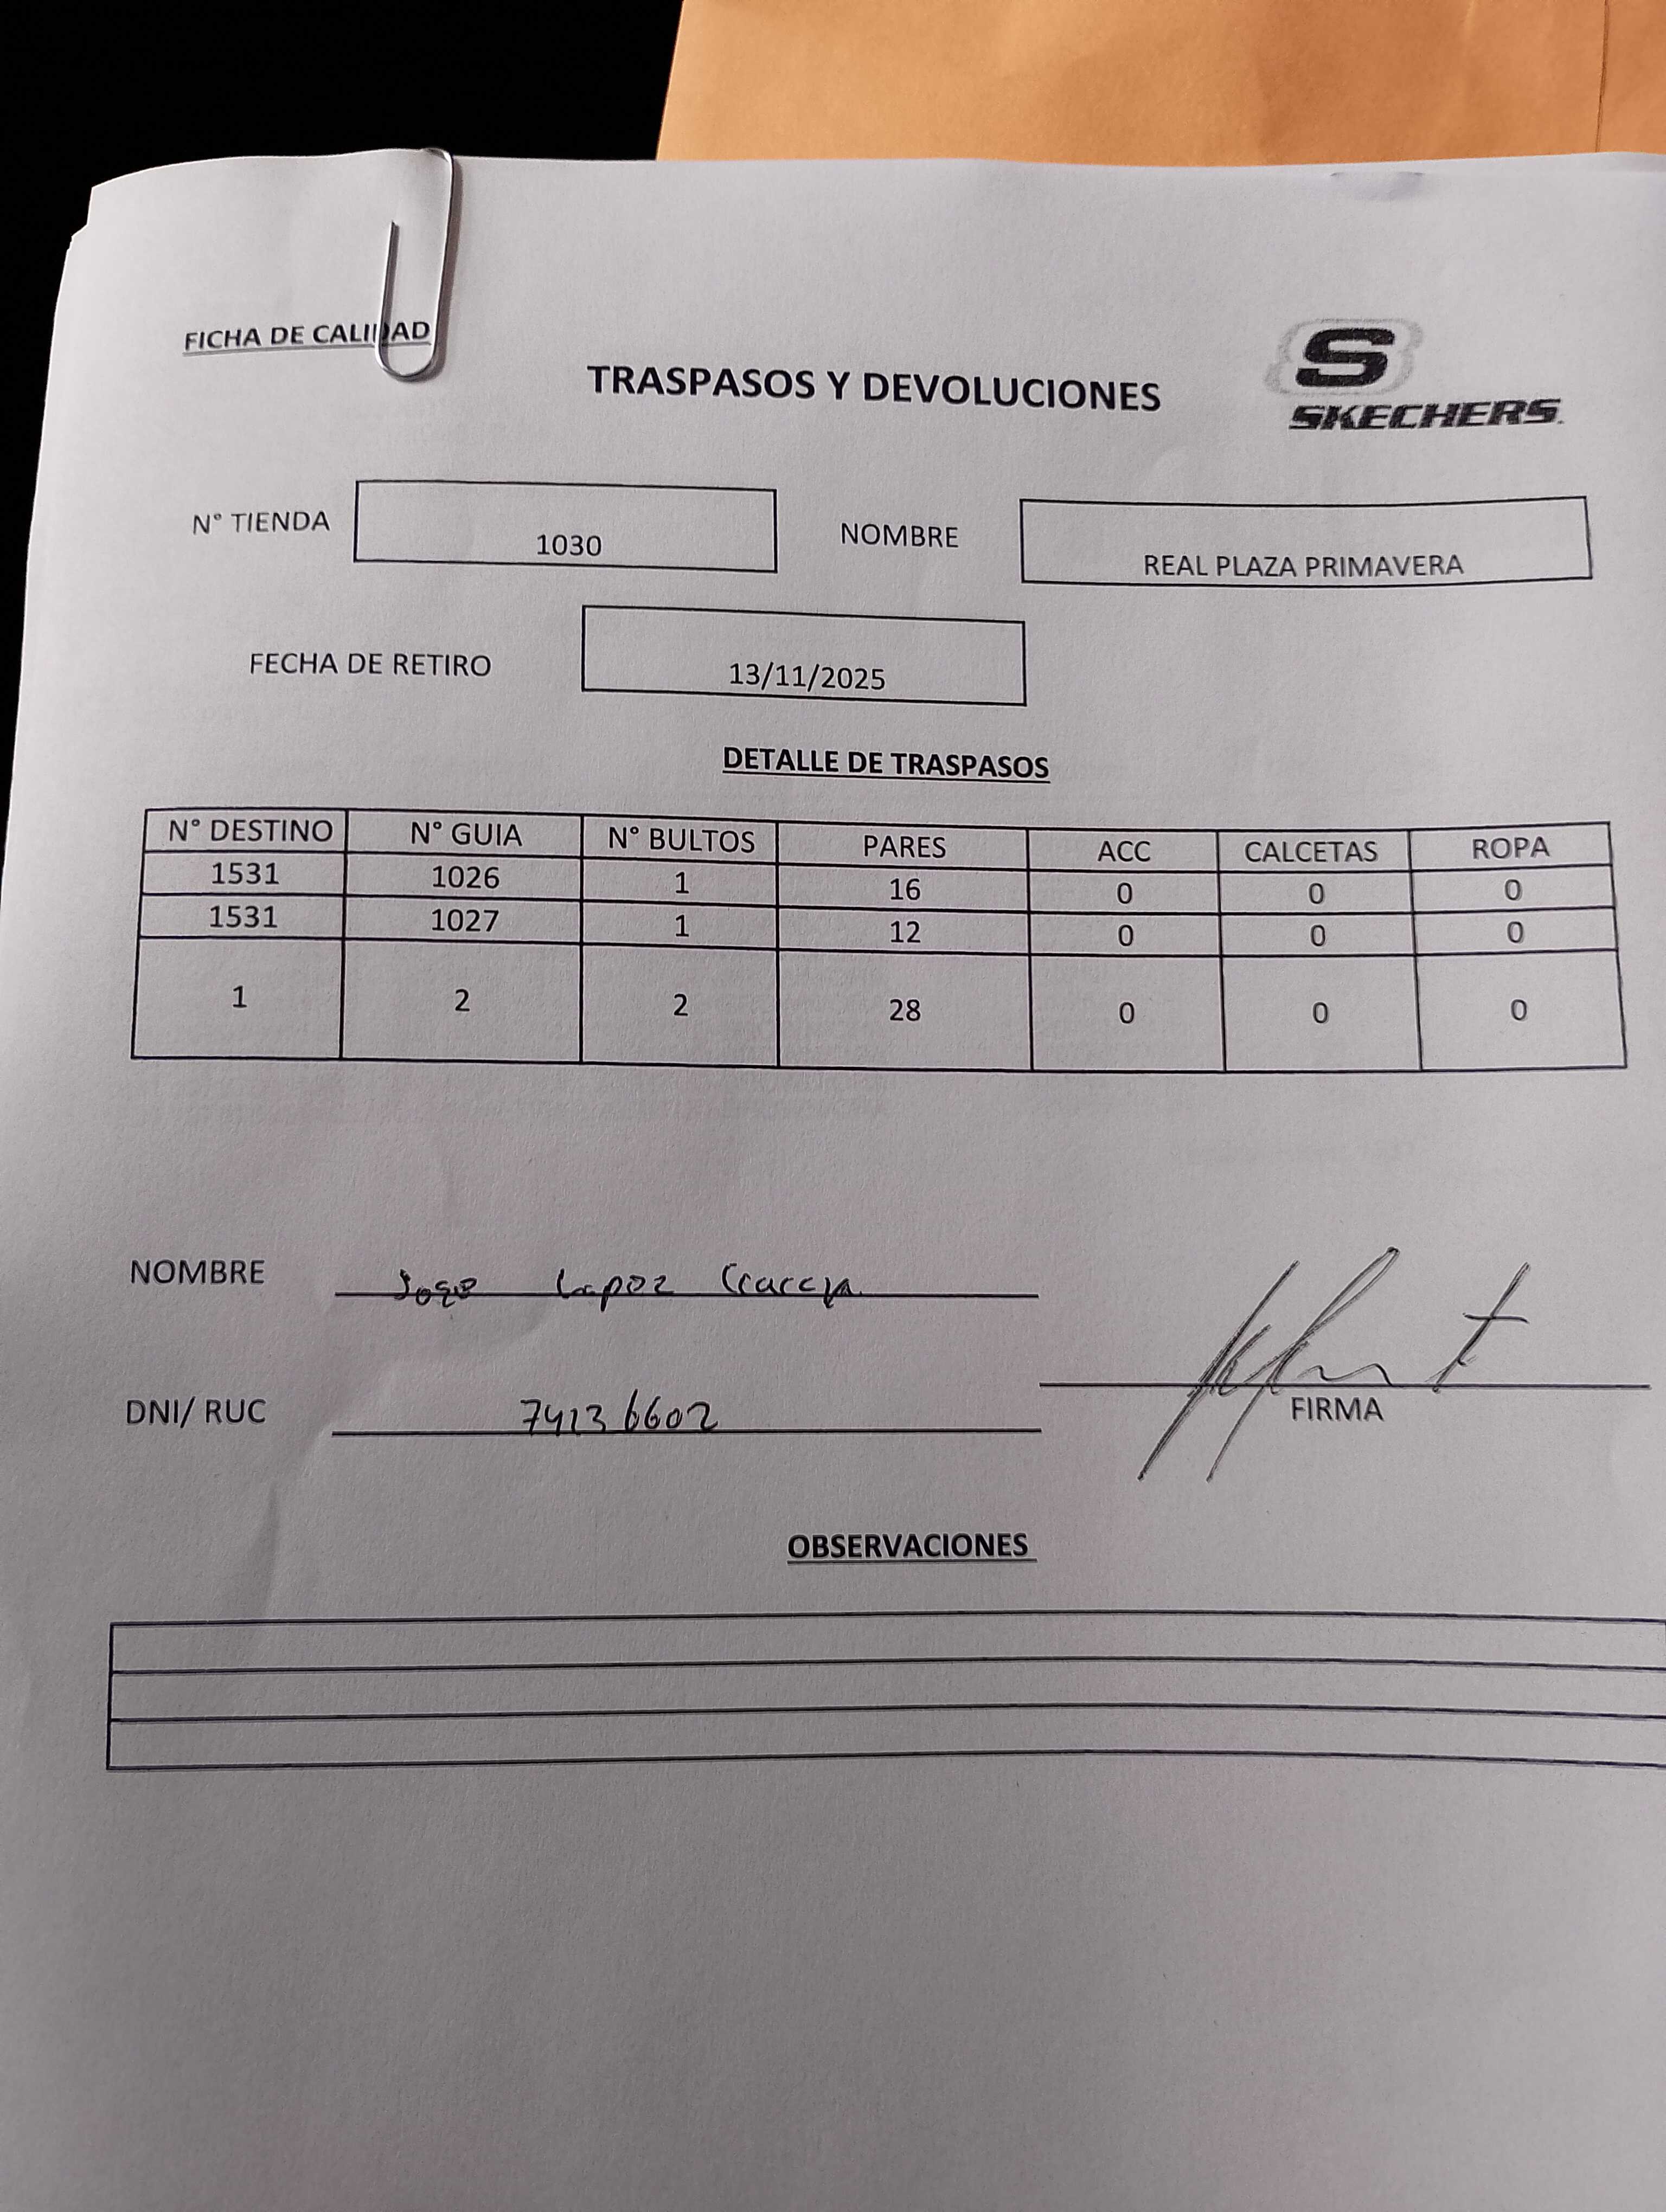 FICHA DE CALIDAD
TRASPASOS Y DEVOLUCIONES
S
SKECHERS.
N° TIENDA 1030 NOMBRE REAL PLAZA PRIMAVERA
FECHA DE RETIRO 13/11/2025
DETALLE DE TRASPASOS
N° DESTINO N° GUIA N° BULTOS PARES ACC CALCETAS ROPA
1531 1026 1 16 0 0 0
1531 1027 1 12 0 0 0
1 2 2 28 0 0 0
NOMBRE Lopez Garcia
DNI/ RUC 74136602
FIRMA
OBSERVACIONES